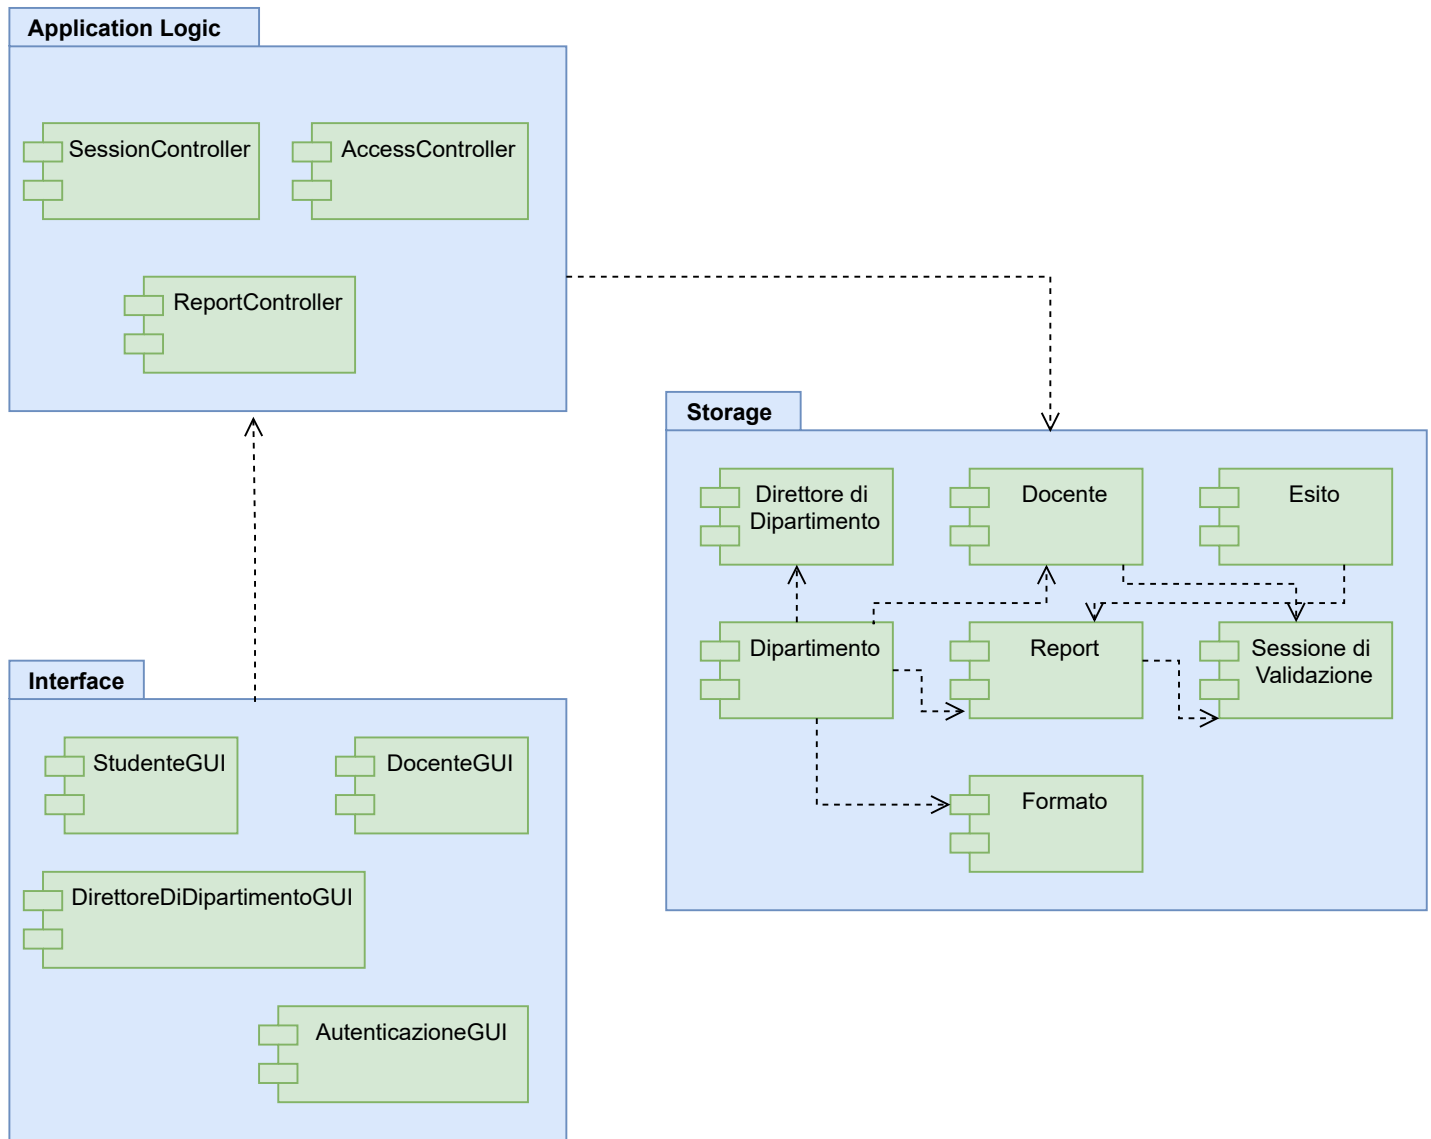 Application Logic
SessionController
AccessController
ReportController
Storage
Direttore di
Dipartimento
Docente
Esito
Dipartimento
Report
Sessione di
Validazione
Formato
Interface
StudenteGUI
DocenteGUI
DirettoreDiDipartimentoGUI
AutenticazioneGUI